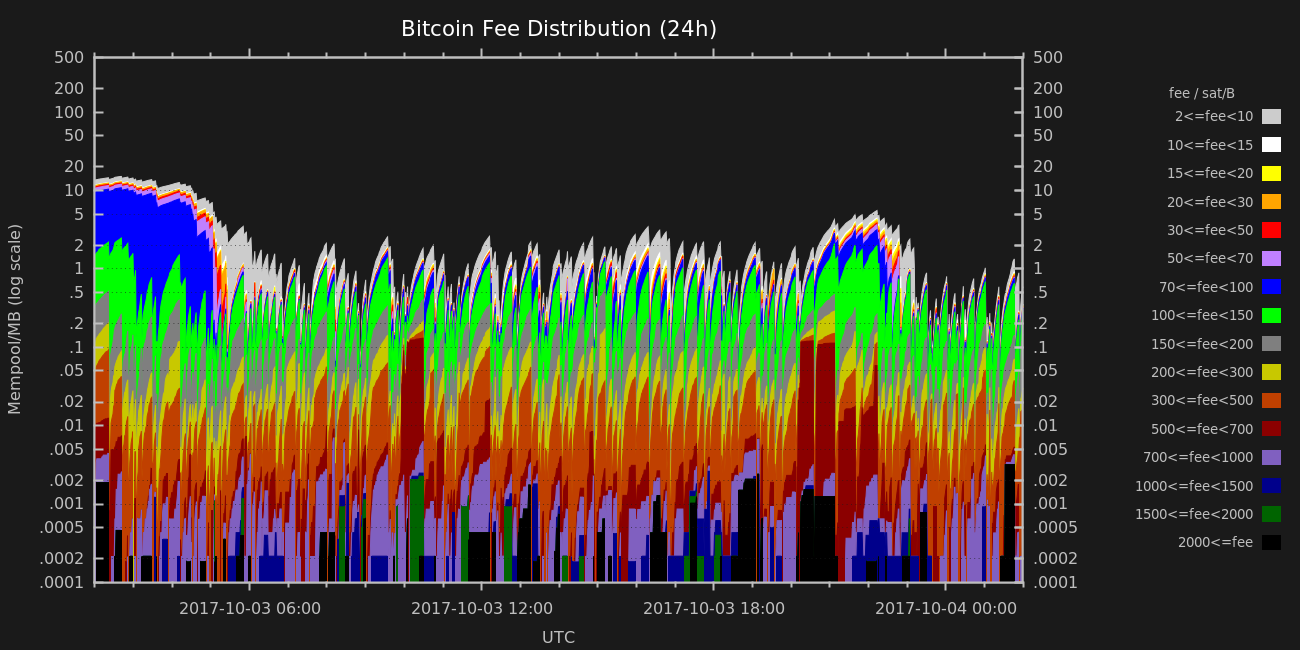 Bitcoin Fee Distribution (24h)
500
200
100
50
20
10
5
2
1
.5
.2
.1
.05
.02
.01
.005
.002
.001
.0005
.0002
.0001
Mempool/MB (log scale)
500
200
100
50
20
10
5
2
1
.5
.2
.1
.05
.02
.01
.005
.002
.001
.0005
.0002
.0001
2017-10-03 06:00
2017-10-03 12:00
2017-10-03 18:00
2017-10-04 00:00
UTC
fee / sat/B
2<=fee<10
10<=fee<15
15<=fee<20
20<=fee<30
30<=fee<50
50<=fee<70
70<=fee<100
100<=fee<150
150<=fee<200
200<=fee<300
300<=fee<500
500<=fee<700
700<=fee<1000
1000<=fee<1500
1500<=fee<2000
2000<=fee